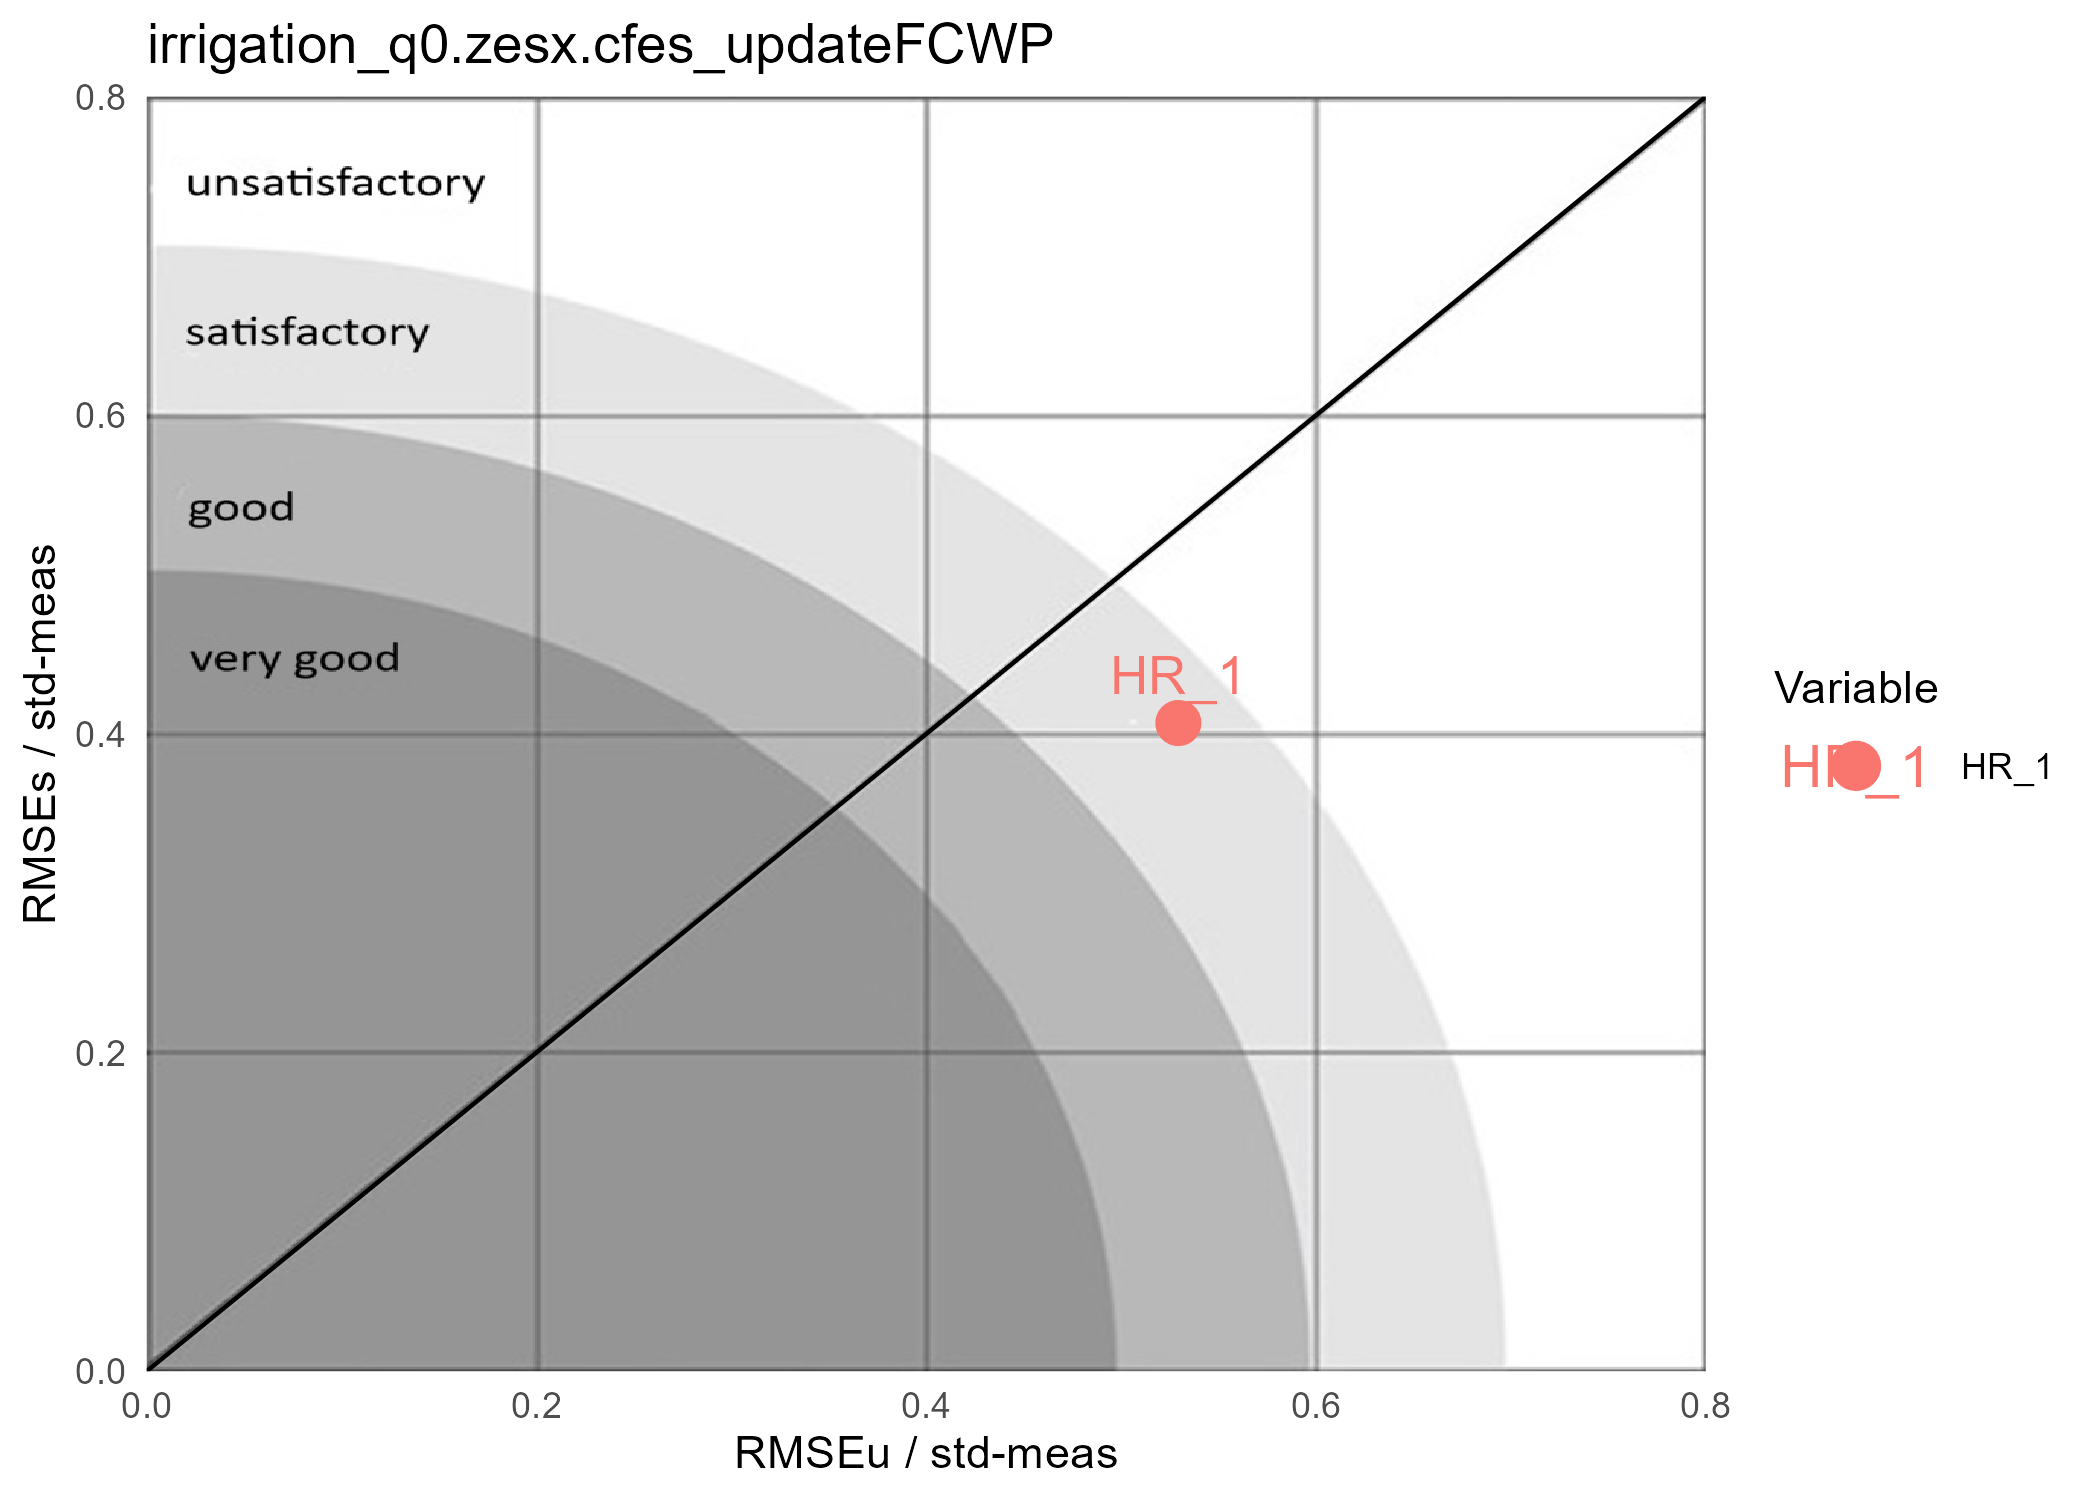 irrigation_q0.zesx.cfes_updateFCWP
0.8
unsatisfactory
satisfactory
0.6
good
very good
HR_1
0.4
0.2
0.0
0.0 0.2 0.4 0.6 0.8
RMSEs / std-meas
RMSEu / std-meas
Variable
HR_1 HR_1